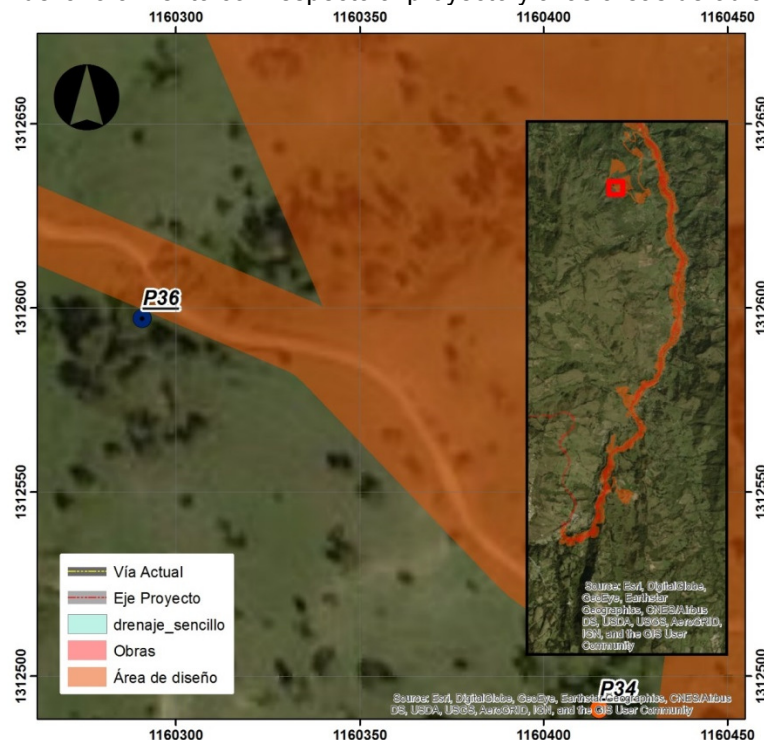 1160300 1160350 1160400 1160450
1312650 1312650
1312600 1312600
P36
1312550 1312550
Vía Actual
Eje Proyecto
drenaje_sencillo
Obras
Área de diseño
Source: Esri, DigitalGlobe,
GeoEye, Earthstar
Geographics, CNES/Airbus
DS, USDA, USGS, AeroGRID,
IGN, and the GIS User
Community
1312500 1312500
P34
Source: Esri, DigitalGlobe, GeoEye, Earthstar Geographics, CNES/Airbus
DS, USDA, USGS, AeroGRID, IGN, and the GIS User Community
1160300 1160350 1160400 1160450